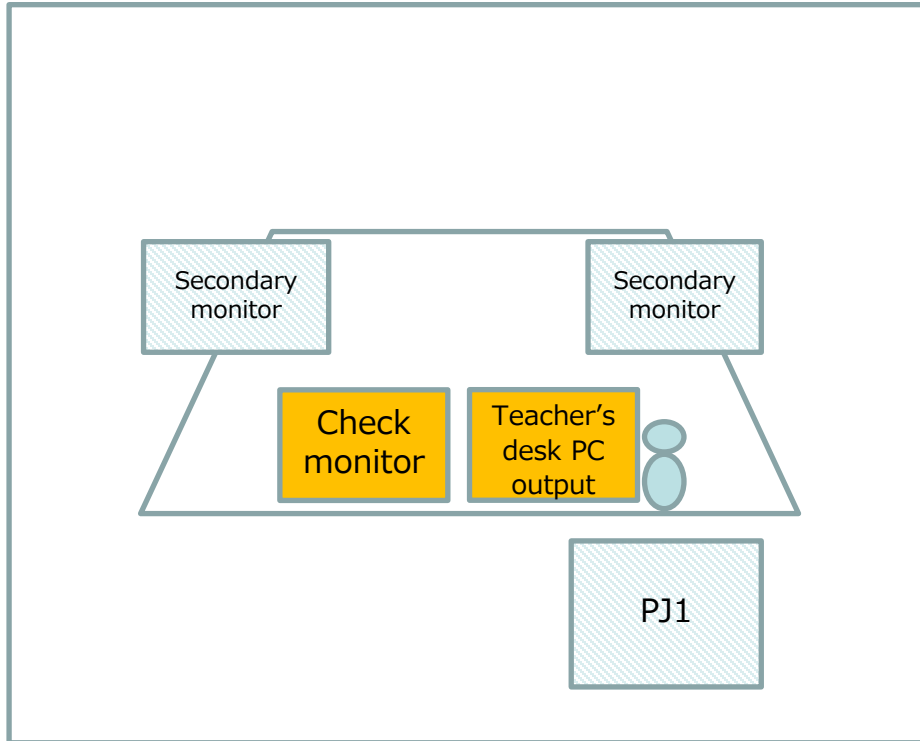 Secondary
monitor
Secondary
monitor
Check
monitor
Teacher’s
desk PC
output
PJ1